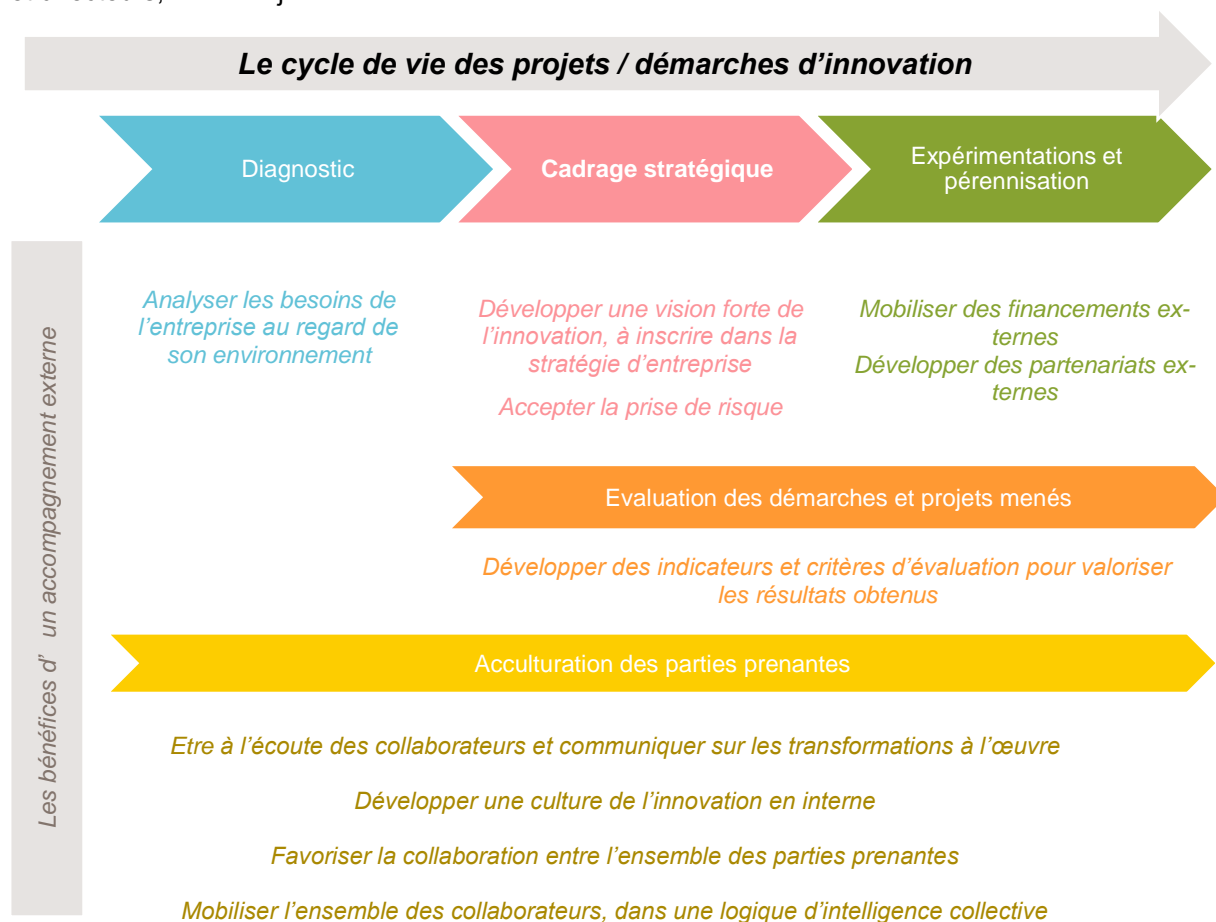 Le cycle de vie des projets / démarches d’innovation
Diagnostic
Cadrage stratégique
Expérimentations et
pérennisation
Les bénéfices d’ un accompagnement externe
Analyser les besoins de
l’entreprise au regard de
son environnement
Développer une vision forte de
l’innovation, à inscrire dans la
stratégie d’entreprise
Accepter la prise de risque
Mobiliser des financements ex-
ternes
Développer des partenariats ex-
ternes
Evaluation des démarches et projets menés
Développer des indicateurs et critères d’évaluation pour valoriser
les résultats obtenus
Acculturation des parties prenantes
Etre à l’écoute des collaborateurs et communiquer sur les transformations à l’œuvre
Développer une culture de l’innovation en interne
Favoriser la collaboration entre l’ensemble des parties prenantes
Mobiliser l’ensemble des collaborateurs, dans une logique d’intelligence collective